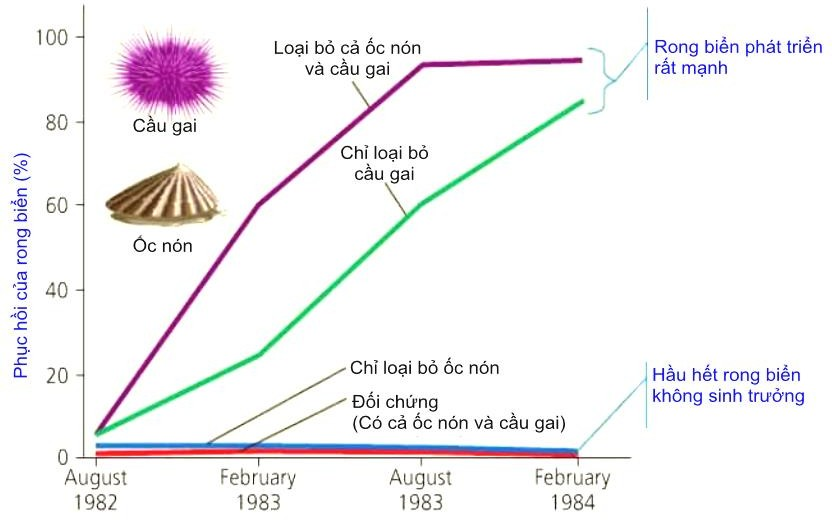 Phục hồi của rong biển (%)
100
80
60
40
20
0
Cầu gai
Ốc nón
Loại bỏ cả ốc nón
và cầu gai
Chỉ loại bỏ
cầu gai
Rong biển phát triển
rất mạnh
Chỉ loại bỏ ốc nón
Đối chứng
(Có cả ốc nón và cầu gai)
Hầu hết rong biển
không sinh trưởng
August
1982
February
1983
August
1983
February
1984